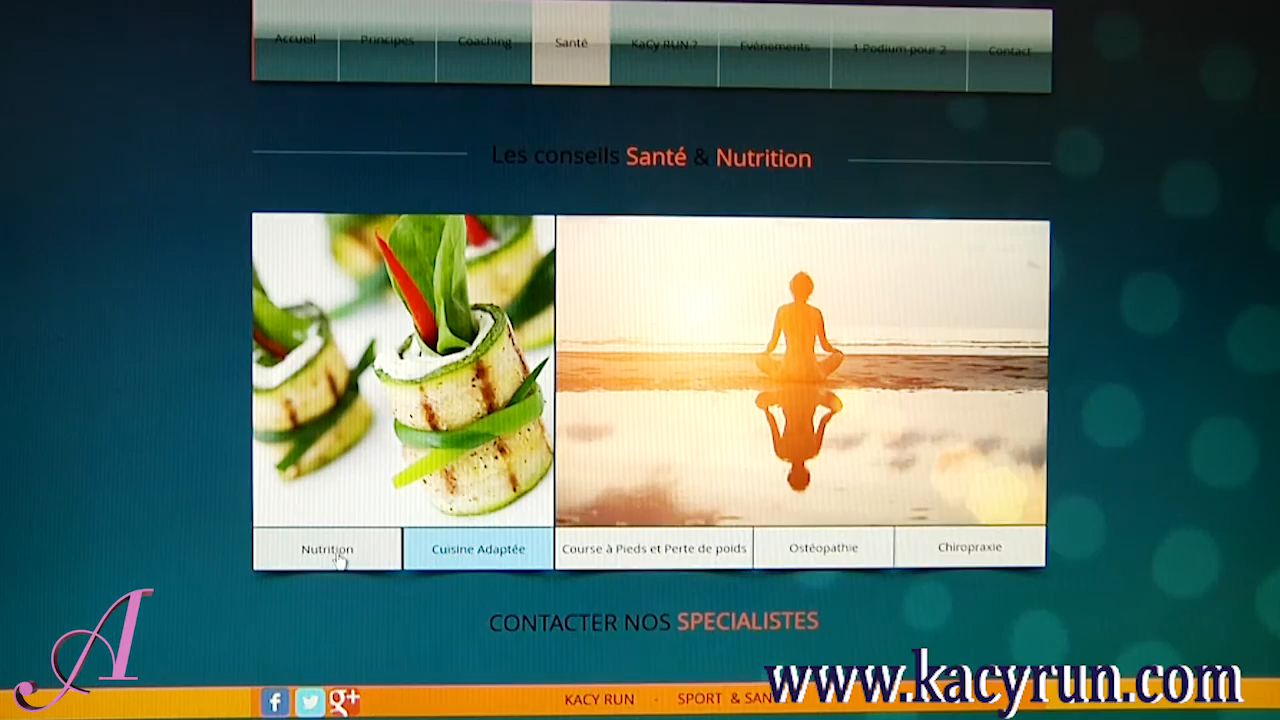 Accueil Principes Coaching Santé KaCy RUN ? Evènements 1 Podium pour 2 Contact
Les conseils Santé & Nutrition
Nutrition Cuisine Adaptée Course à Pieds et Perte de poids Ostéopathie Chiropraxie
CONTACTER NOS SPECIALISTES
A
f g+ KACY RUN - SPORT & SAN
www.kacyrun.com